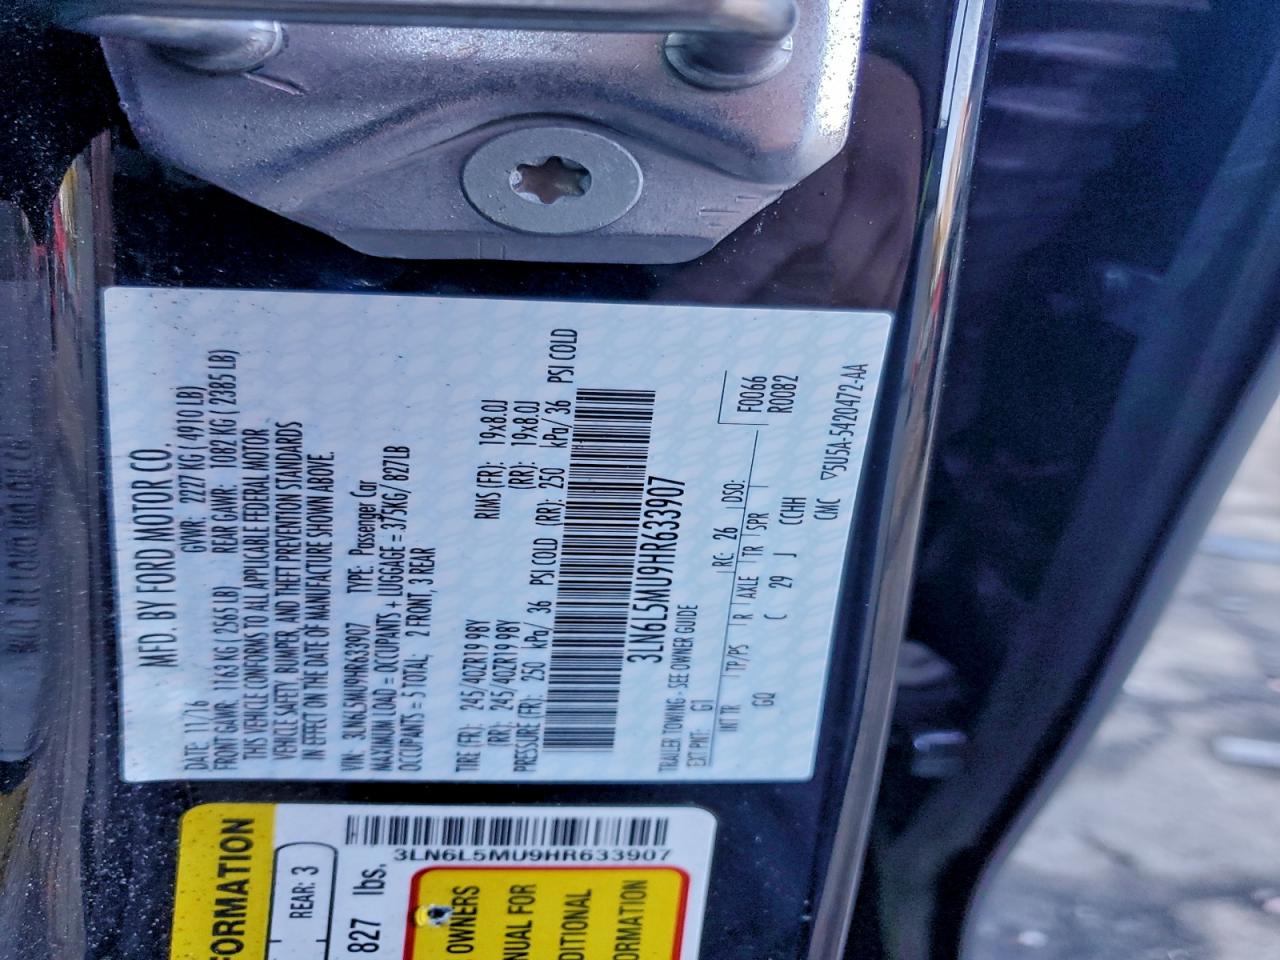 MFD. BY FORD MOTOR CO.
DATE: 11/16 GVWR: 2227 KG ( 4910 LB)
FRONT GAWR: 1163 KG ( 2565 LB) REAR GAWR: 1082 KG ( 2385 LB)
THIS VEHICLE CONFORMS TO ALL APPLICABLE FEDERAL MOTOR
VEHICLE SAFETY, BUMPER, AND THEFT PREVENTION STANDARDS
IN EFFECT ON THE DATE OF MANUFACTURE SHOWN ABOVE.
VIN: 3LN6L5MU9HR633907 TYPE: Passenger Car
MAXIMUM LOAD = OCCUPANTS + LUGGAGE = 375KG/ 827LB
OCCUPANTS = 5 TOTAL; 2 FRONT, 3 REAR
TIRE (FR): 245/40ZR19 98Y RIMS (FR): 19x8.0J
(RR): 245/40ZR19 98Y (RR): 19x8.0J
PRESSURE (FR): 250 kPa/ 36 PSI COLD (RR): 250 kPa/ 36 PSI COLD
3LN6L5MU9HR633907
TRAILER TOWING - SEE OWNER GUIDE
EXT PNT: G1 RC: 26 DSO: F0066
R0082
INT TR TP/PS R AXLE TR SPR
GQ C 29 J CCHH
CMC ▽5U5A-5420472-AA
3LN6L5MU9HR633907
ORMATION
REAR: 3
827 lbs.
OWNERS
NUAL FOR
DITIONAL
ORMATION